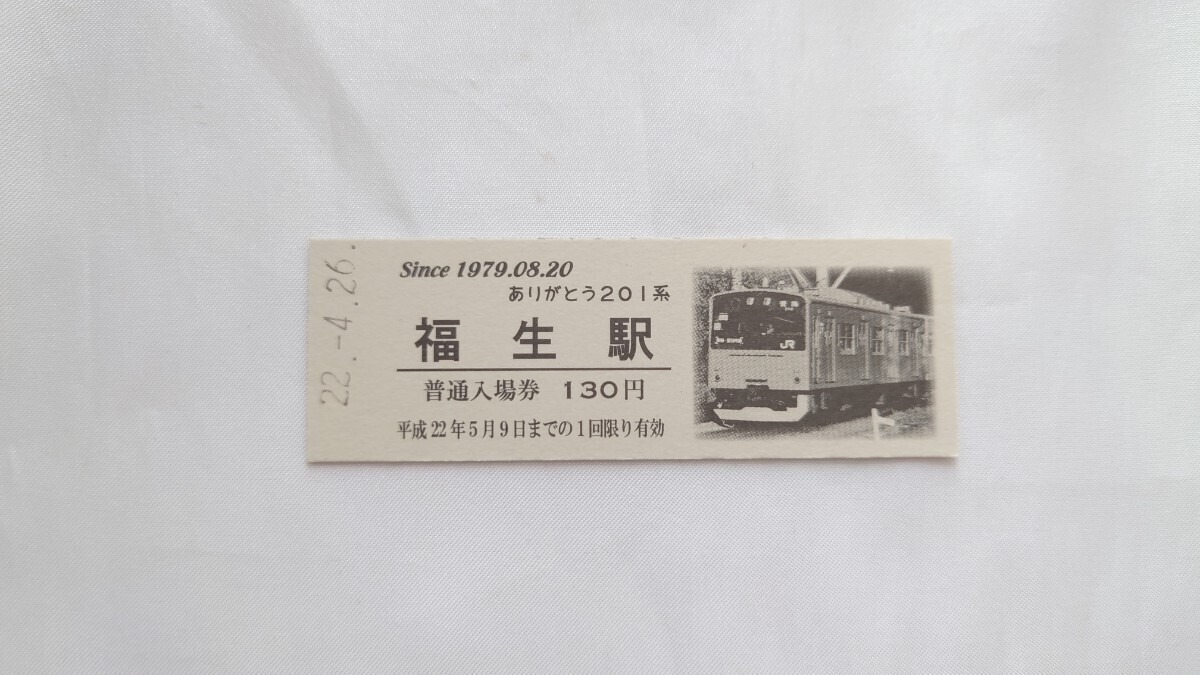 22.-4.26.
Since 1979.08.20
ありがとう201系
福生駅
普通入場券 130円
平成22年5月9日までの1回限り有効
JR